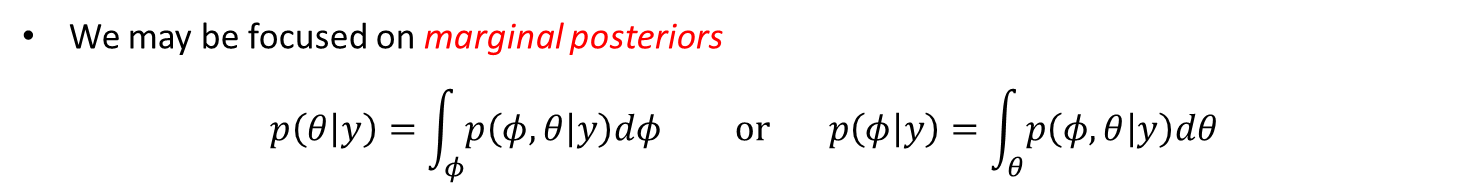 • We may be focused on marginal posteriors
p(θ|y) = ∫_ϕ p(ϕ, θ|y)dϕ or p(ϕ|y) = ∫_θ p(ϕ, θ|y)dθ